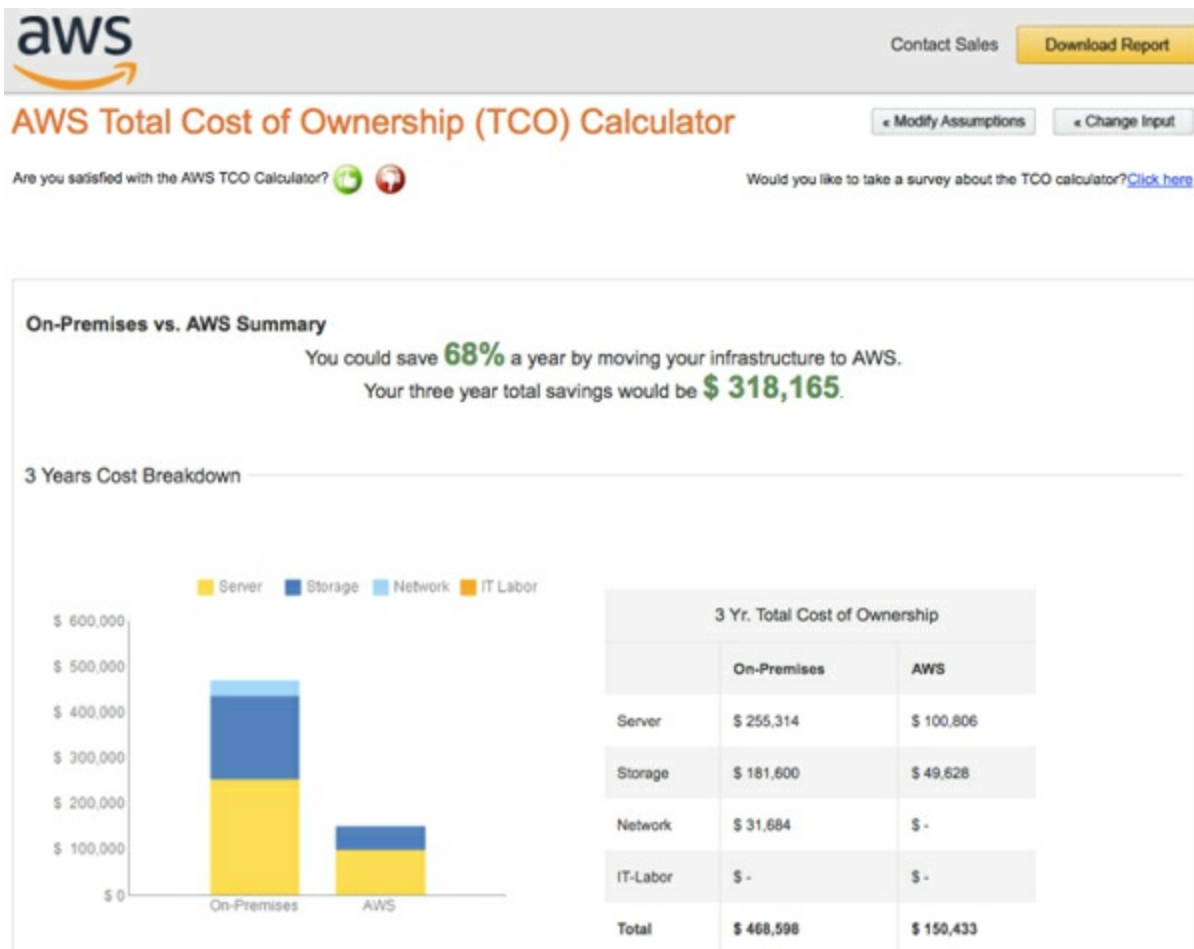 aws
Contact Sales
Download Report
AWS Total Cost of Ownership (TCO) Calculator
« Modify Assumptions
« Change Input
Are you satisfied with the AWS TCO Calculator?
Would you like to take a survey about the TCO calculator?Click here
On-Premises vs. AWS Summary
You could save 68% a year by moving your infrastructure to AWS.
Your three year total savings would be $ 318,165.
3 Years Cost Breakdown
Server Storage Network IT Labor
$ 600,000
$ 500,000
$ 400,000
$ 300,000
$ 200,000
$ 100,000
$ 0
On-Premises AWS
3 Yr. Total Cost of Ownership
On-Premises AWS
Server $ 255,314 $ 100,806
Storage $ 181,600 $ 49,628
Network $ 31,684 $ -
IT-Labor $ - $ -
Total $ 468,598 $ 150,433